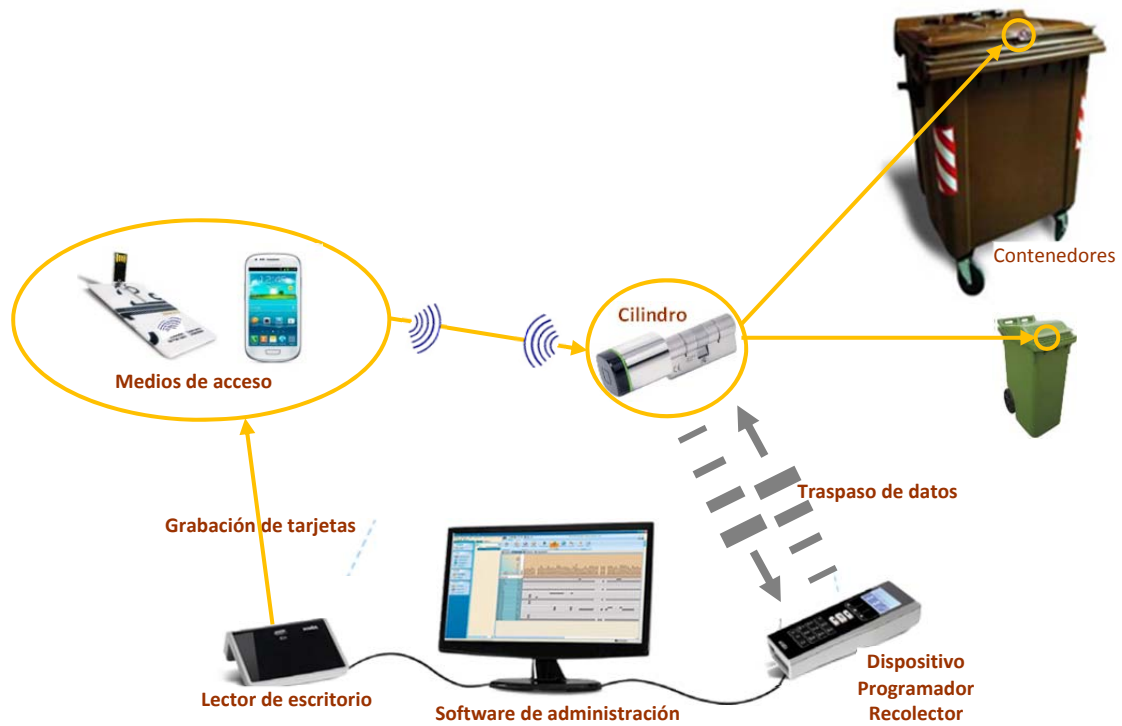 Contenedores
Cilindro
Medios de acceso
Traspaso de datos
Grabación de tarjetas
Lector de escritorio
Software de administración
Dispositivo
Programador
Recolector